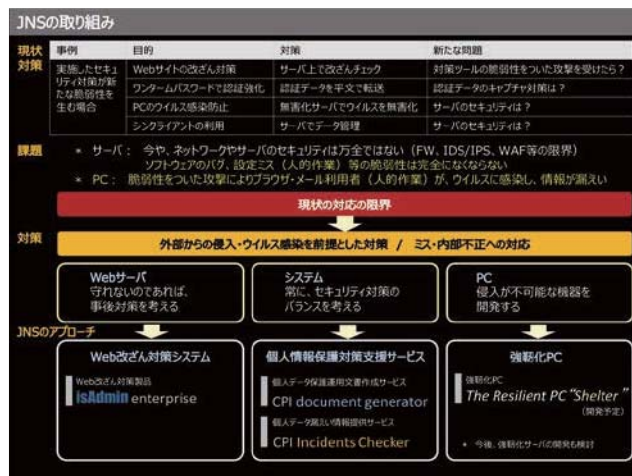 JNSの取り組み
現状
対策
事例 目的 対策 新たな問題
実施したセキュリティ対策が新たな脆弱性を生む場合
Webサイトの改ざん対策 サーバ上で改ざんチェック 対策ツールの脆弱性をついた攻撃を受けたら?
ワンタームパスワードで認証強化 認証データを平文で転送 認証データのキャプチャ対策は?
PCのウイルス感染防止 無害化サーバでウイルスを無害化 サーバのセキュリティは?
シンクライアントの利用 サーバでデータ管理 サーバのセキュリティは?
課題
* サーバ: 今や、ネットワークやサーバのセキュリティは万全ではない(FW、IDS/IPS、WAF等の限界)
ソフトウェアのバグ、設定ミス(人的作業)等の脆弱性は完全になくならない
* PC: 脆弱性をついた攻撃によりブラウザ・メール利用者(人的作業)が、ウイルスに感染し、情報が漏えい
現状の対応の限界
対策
外部からの侵入・ウイルス感染を前提とした対策 / ミス・内部不正への対応
Webサーバ
守れないのであれば、
事後対策を考える
システム
常に、セキュリティ対策の
バランスを考える
PC
侵入が不可能な機器を
開発する
JNSのアプローチ
Web改ざん対策システム
Web改ざん対策製品
isAdmin enterprise
個人情報保護対策支援サービス
個人データ保護運用文書作成サービス
CPI document generator
個人データ漏えい情報提供サービス
CPI Incidents Checker
強靭化PC
強靭化PC
The Resilient PC "Shelter"
(開発予定)
* 今後、強靭化サーバの開発も検討